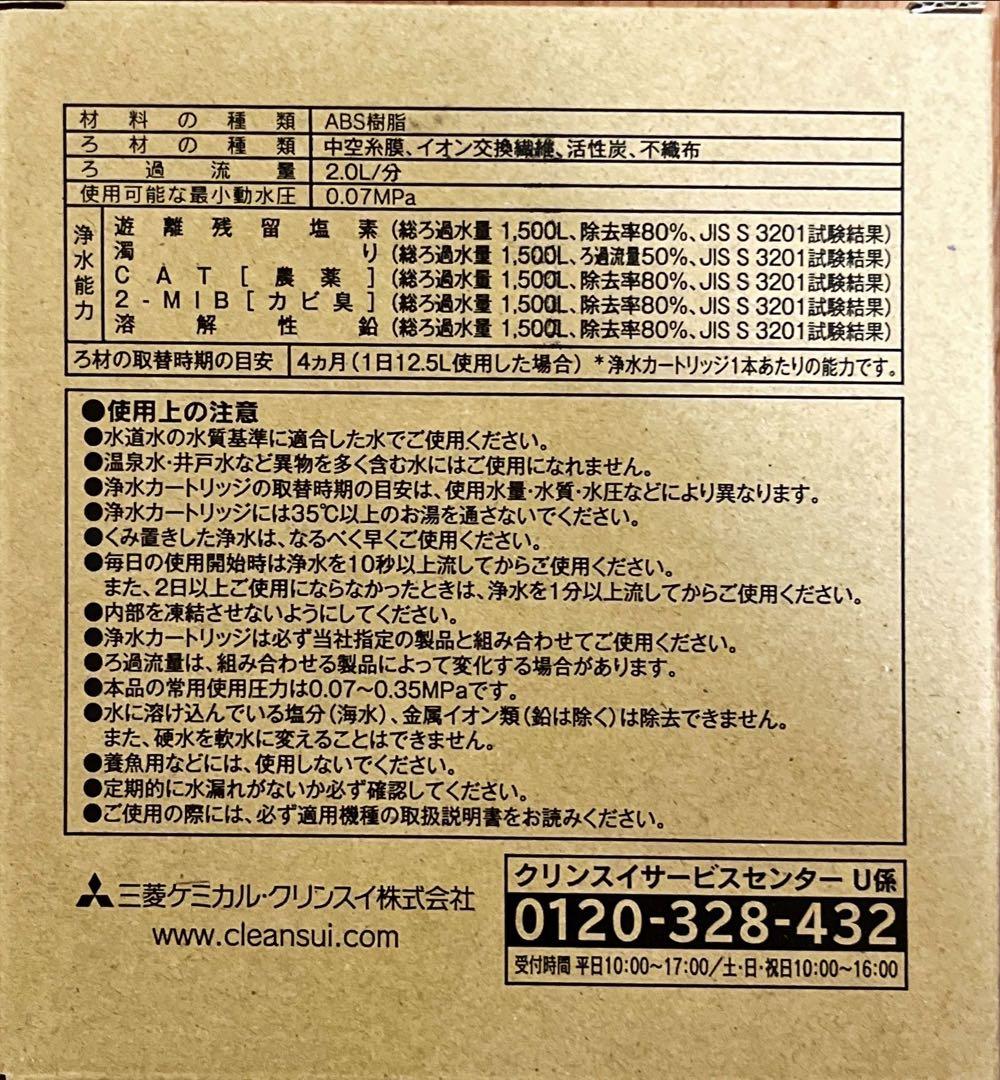 材料の種類 ABS樹脂
ろ材の種類 中空糸膜、イオン交換繊維、活性炭、不織布
ろ過流量 2.0L/分
使用可能な最小動水圧 0.07MPa
浄水能力
遊離残留塩素 (総ろ過水量 1,500L、除去率80%、JIS S 3201試験結果)
濁り (総ろ過水量 1,500L、ろ過流量50%、JIS S 3201試験結果)
CAT[農薬] (総ろ過水量 1,500L、除去率80%、JIS S 3201試験結果)
2-MIB[カビ臭] (総ろ過水量 1,500L、除去率80%、JIS S 3201試験結果)
溶解性鉛 (総ろ過水量 1,500L、除去率80%、JIS S 3201試験結果)
ろ材の取替時期の目安 4ヵ月(1日12.5L使用した場合) *浄水カートリッジ1本あたりの能力です。
●使用上の注意
●水道水の水質基準に適合した水でご使用ください。
●温泉水・井戸水など異物を多く含む水にはご使用になれません。
●浄水カートリッジの取替時期の目安は、使用水量・水質・水圧などにより異なります。
●浄水カートリッジには35℃以上のお湯を通さないでください。
●くみ置きした浄水は、なるべく早くご使用ください。
●毎日の使用開始時は浄水を10秒以上流してからご使用ください。
また、2日以上ご使用にならなかったときは、浄水を1分以上流してからご使用ください。
●内部を凍結させないようにしてください。
●浄水カートリッジは必ず当社指定の製品と組み合わせてご使用ください。
●ろ過流量は、組み合わせる製品によって変化する場合があります。
●本品の常用使用圧力は0.07〜0.35MPaです。
●水に溶け込んでいる塩分(海水)、金属イオン類(鉛は除く)は除去できません。
また、硬水を軟水に変えることはできません。
●養魚用などには、使用しないでください。
●定期的に水漏れがないか必ず確認してください。
●ご使用の際には、必ず適用機種の取扱説明書をお読みください。
三菱ケミカル・クリンスイ株式会社
www.cleansui.com
クリンスイサービスセンター U係
0120-328-432
受付時間 平日10:00〜17:00/土・日・祝日10:00〜16:00